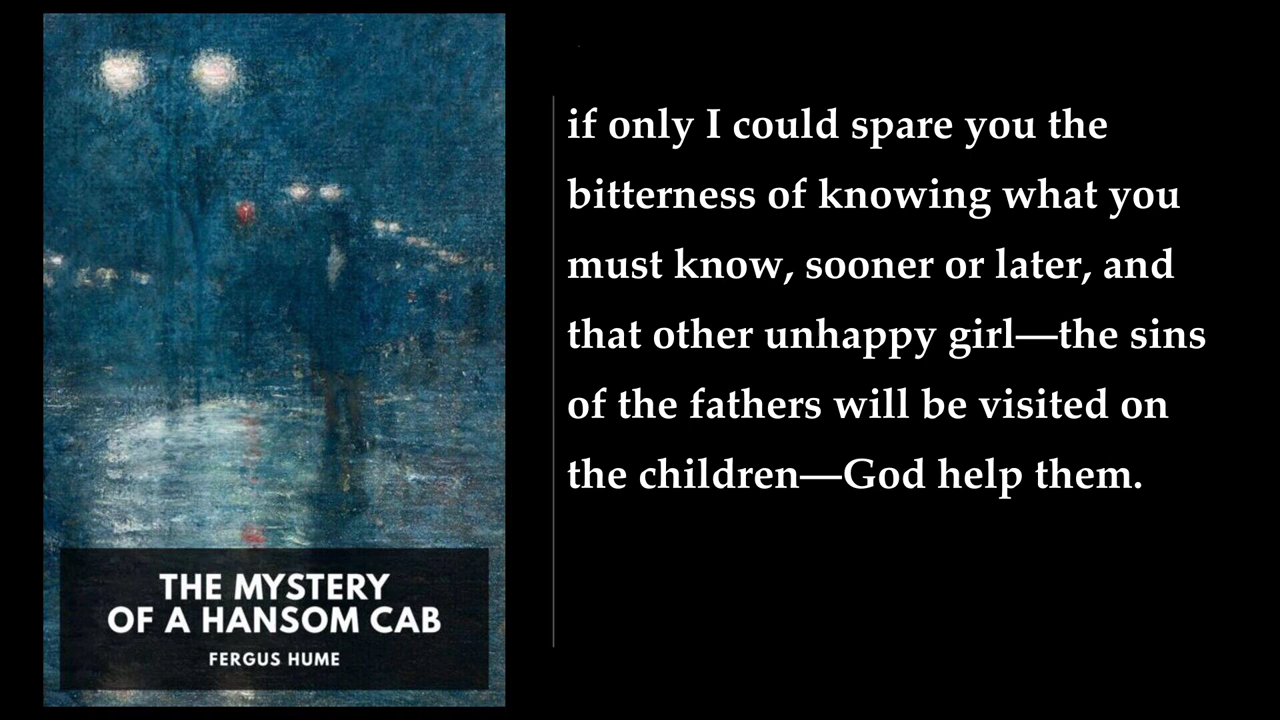 if only I could spare you the
bitterness of knowing what you
must know, sooner or later, and
that other unhappy girl—the sins
of the fathers will be visited on
the children—God help them.
THE MYSTERY
OF A HANSOM CAB
FERGUS HUME